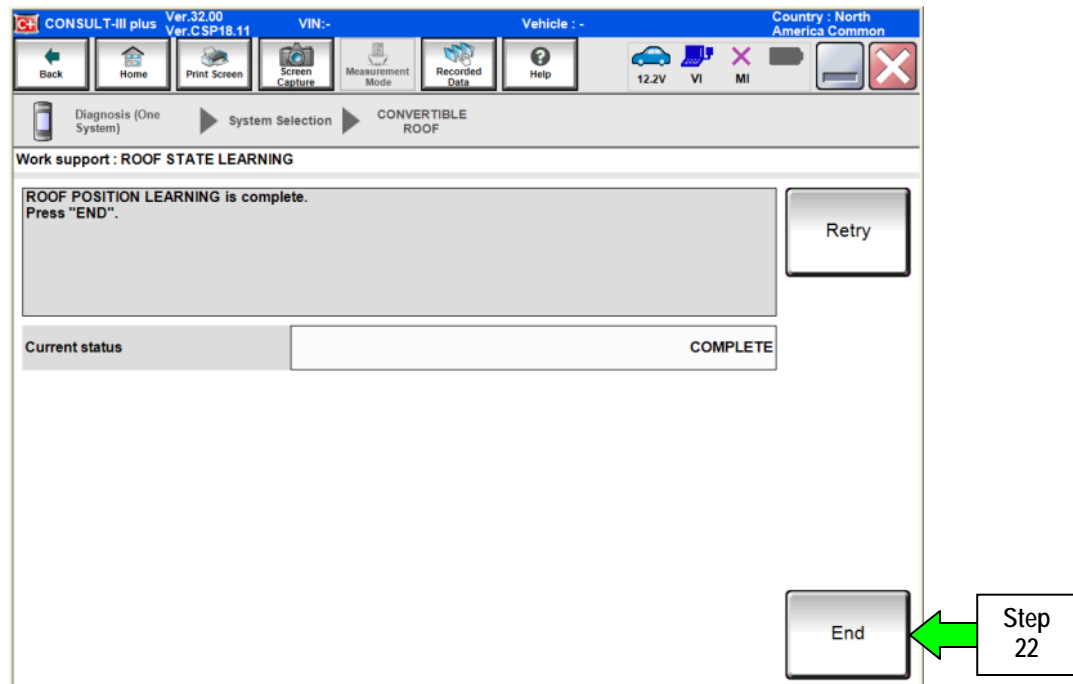 C+ CONSULT-III plus Ver.32.00 VIN:- Vehicle : - Country : North
Ver.CSP18.11 America Common
Back Home Print Screen Screen Measurement Recorded Help 12.2V VI MI
Capture Mode Data
Diagnosis (One System Selection CONVERTIBLE
System) ROOF
Work support : ROOF STATE LEARNING
ROOF POSITION LEARNING is complete.
Press "END".
Retry
Current status COMPLETE
End
Step
22